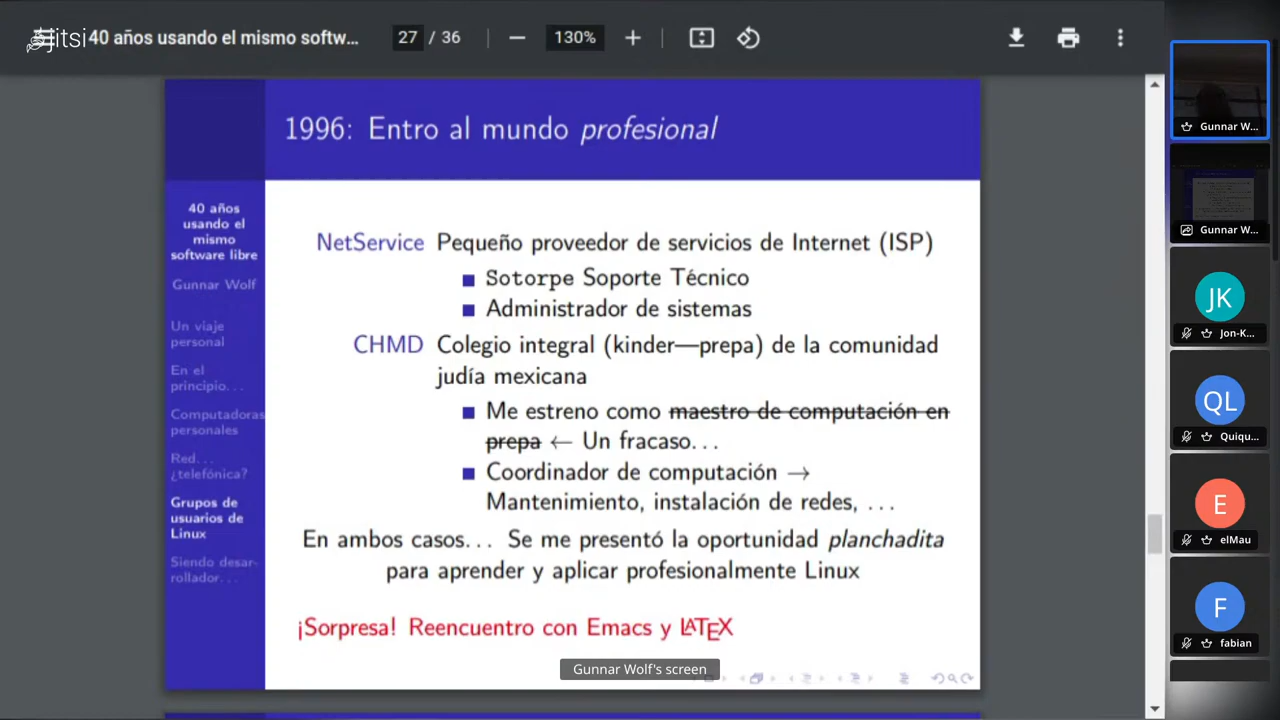 jitsi
40 años usando el mismo softw...
27 / 36
130%
1996: Entro al mundo profesional
40 años
usando el
mismo
software libre
Gunnar Wolf
Un viaje
personal
En el
principio...
Computadoras
personales
Red...
¿telefónica?
Grupos de
usuarios de
Linux
Siendo desar-
rollador...
NetService Pequeño proveedor de servicios de Internet (ISP)
Sotorpe Soporte Técnico
Administrador de sistemas
CHMD Colegio integral (kinder—prepa) de la comunidad
judía mexicana
Me estreno como maestro de computación en
prepa ← Un fracaso...
Coordinador de computación →
Mantenimiento, instalación de redes, ...
En ambos casos... Se me presentó la oportunidad planchadita
para aprender y aplicar profesionalmente Linux
¡Sorpresa! Reencuentro con Emacs y LATEX
Gunnar Wolf's screen
Gunnar W...
Gunnar W...
JK
Jon-K...
QL
Quiqu...
E
elMau
F
fabian